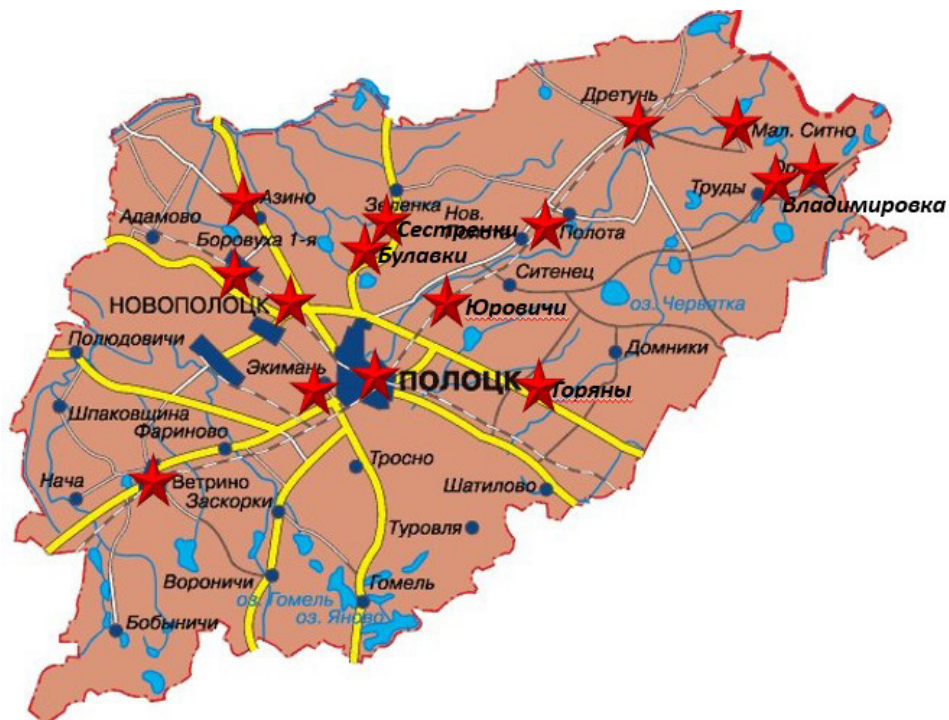 Дретунь
Мал. Ситно
Труды
Владимировка
Азино
Зеленка
Сестренки
Нов.
Полота
Адамово
Боровуха 1-я
Булавки
Ситенец
оз. Червятка
НОВОПОЛОЦК
Юровичи
Полюдовичи
Домники
Экимань
ПОЛОЦК
Горяны
Шпаковщина
Фариново
Тросно
Нача
Ветрино
Заскорки
Шатилово
Туровля
Вороничи
Гомель
оз. Гомель
оз. Яново
Бобыничи